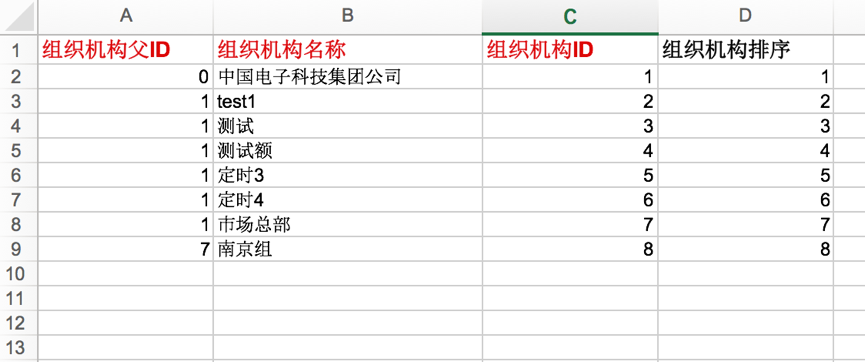 A B C D
1 组织机构父ID 组织机构名称 组织机构ID 组织机构排序
2 0 中国电子科技集团公司 1 1
3 1 test1 2 2
4 1 测试 3 3
5 1 测试额 4 4
6 1 定时3 5 5
7 1 定时4 6 6
8 1 市场总部 7 7
9 7 南京组 8 8
10
11
12
13